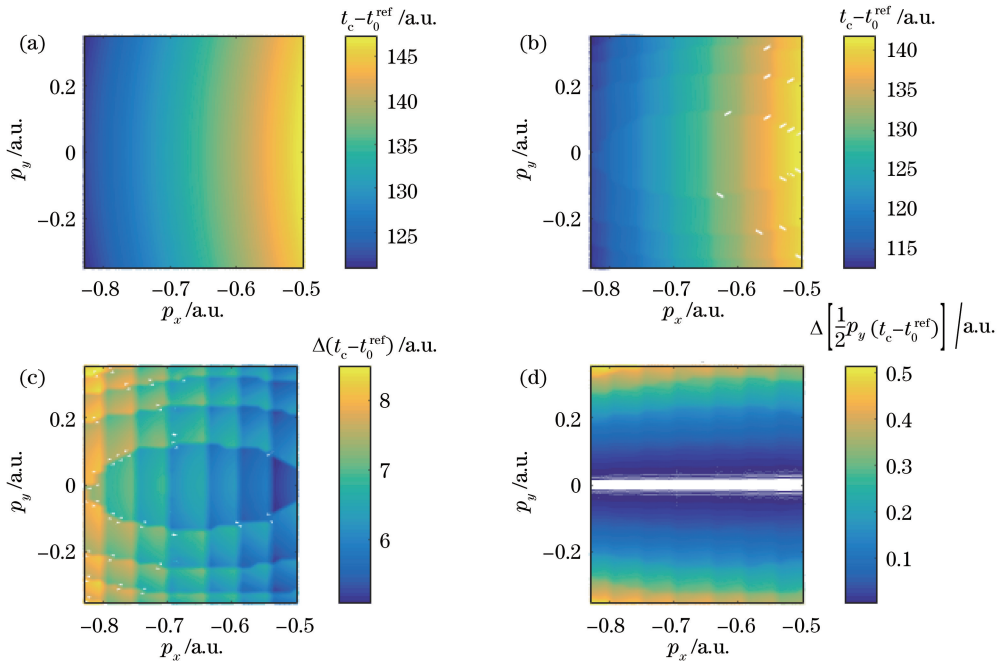 (a)
t_c−t_0^ref /a.u.
0.2
0
−0.2
p_y/a.u.
−0.8 −0.7 −0.6 −0.5
p_x/a.u.
145
140
135
130
125
(b)
t_c−t_0^ref /a.u.
0.2
0
−0.2
p_y/a.u.
−0.8 −0.7 −0.6 −0.5
p_x/a.u.
140
135
130
125
120
115
(c)
Δ(t_c−t_0^ref) /a.u.
0.2
0
−0.2
p_y/a.u.
−0.8 −0.7 −0.6 −0.5
p_x/a.u.
8
7
6
(d)
Δ[1/2 p_y (t_c−t_0^ref)] /a.u.
0.2
0
−0.2
p_y/a.u.
−0.8 −0.7 −0.6 −0.5
p_x/a.u.
0.5
0.4
0.3
0.2
0.1